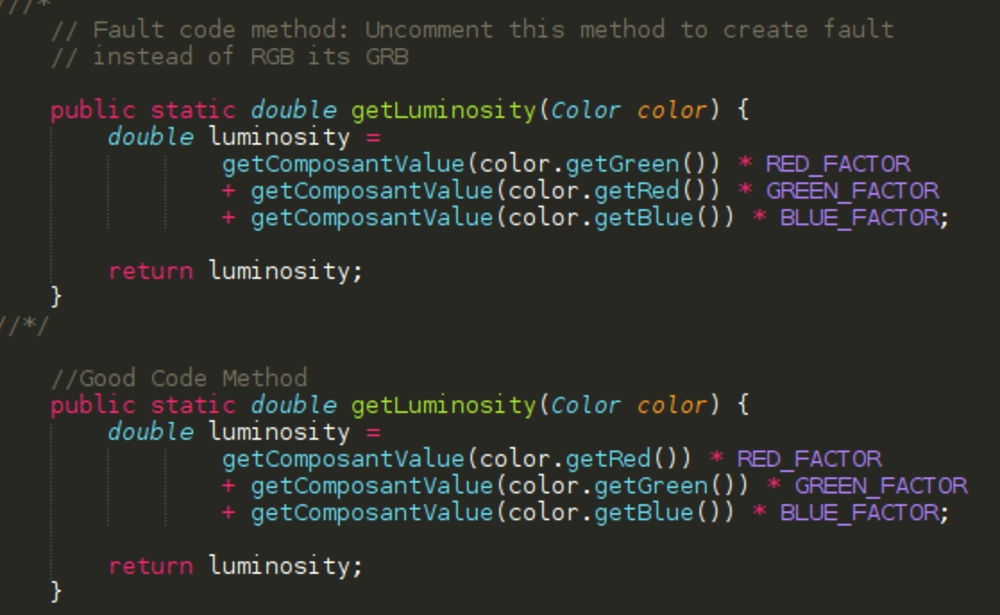 ///*
// Fault code method: Uncomment this method to create fault
// instead of RGB its GRB
public static double getLuminosity(Color color) {
double luminosity =
getComposantValue(color.getGreen()) * RED_FACTOR
+ getComposantValue(color.getRed()) * GREEN_FACTOR
+ getComposantValue(color.getBlue()) * BLUE_FACTOR;
return luminosity;
}
//*/
//Good Code Method
public static double getLuminosity(Color color) {
double luminosity =
getComposantValue(color.getRed()) * RED_FACTOR
+ getComposantValue(color.getGreen()) * GREEN_FACTOR
+ getComposantValue(color.getBlue()) * BLUE_FACTOR;
return luminosity;
}